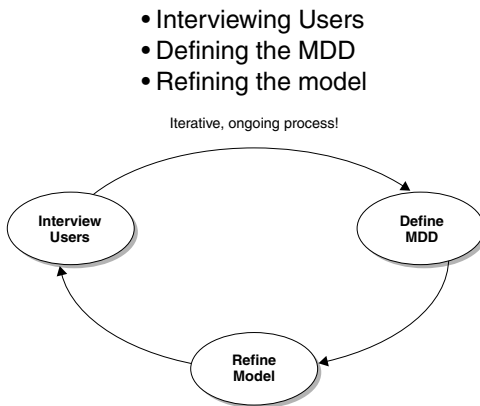 • Interviewing Users
• Defining the MDD
• Refining the model
Iterative, ongoing process!
Interview
Users
Define
MDD
Refine
Model